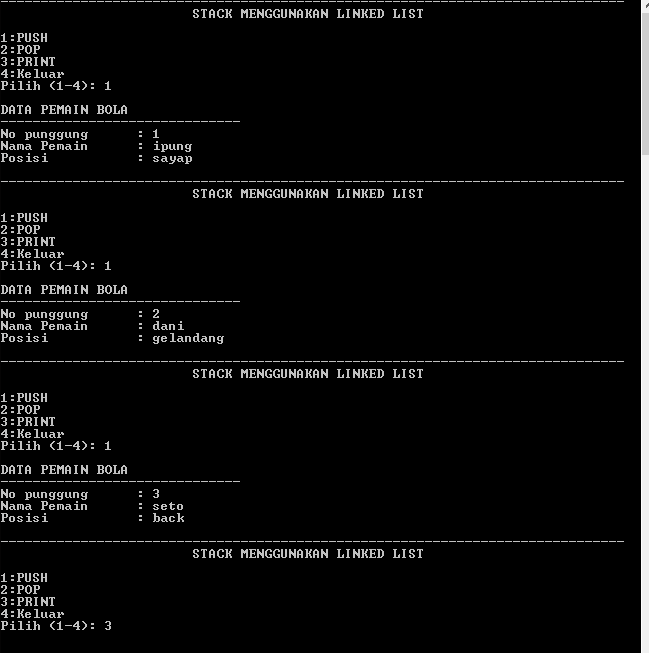 ------------------------------------------------------------------------------
STACK MENGGUNAKAN LINKED LIST
1:PUSH
2:POP
3:PRINT
4:Keluar
Pilih (1-4): 1
DATA PEMAIN BOLA
------------------------------
No punggung : 1
Nama Pemain : ipung
Posisi : sayap
------------------------------------------------------------------------------
STACK MENGGUNAKAN LINKED LIST
1:PUSH
2:POP
3:PRINT
4:Keluar
Pilih (1-4): 1
DATA PEMAIN BOLA
------------------------------
No punggung : 2
Nama Pemain : dani
Posisi : gelandang
------------------------------------------------------------------------------
STACK MENGGUNAKAN LINKED LIST
1:PUSH
2:POP
3:PRINT
4:Keluar
Pilih (1-4): 1
DATA PEMAIN BOLA
------------------------------
No punggung : 3
Nama Pemain : seto
Posisi : back
------------------------------------------------------------------------------
STACK MENGGUNAKAN LINKED LIST
1:PUSH
2:POP
3:PRINT
4:Keluar
Pilih (1-4): 3